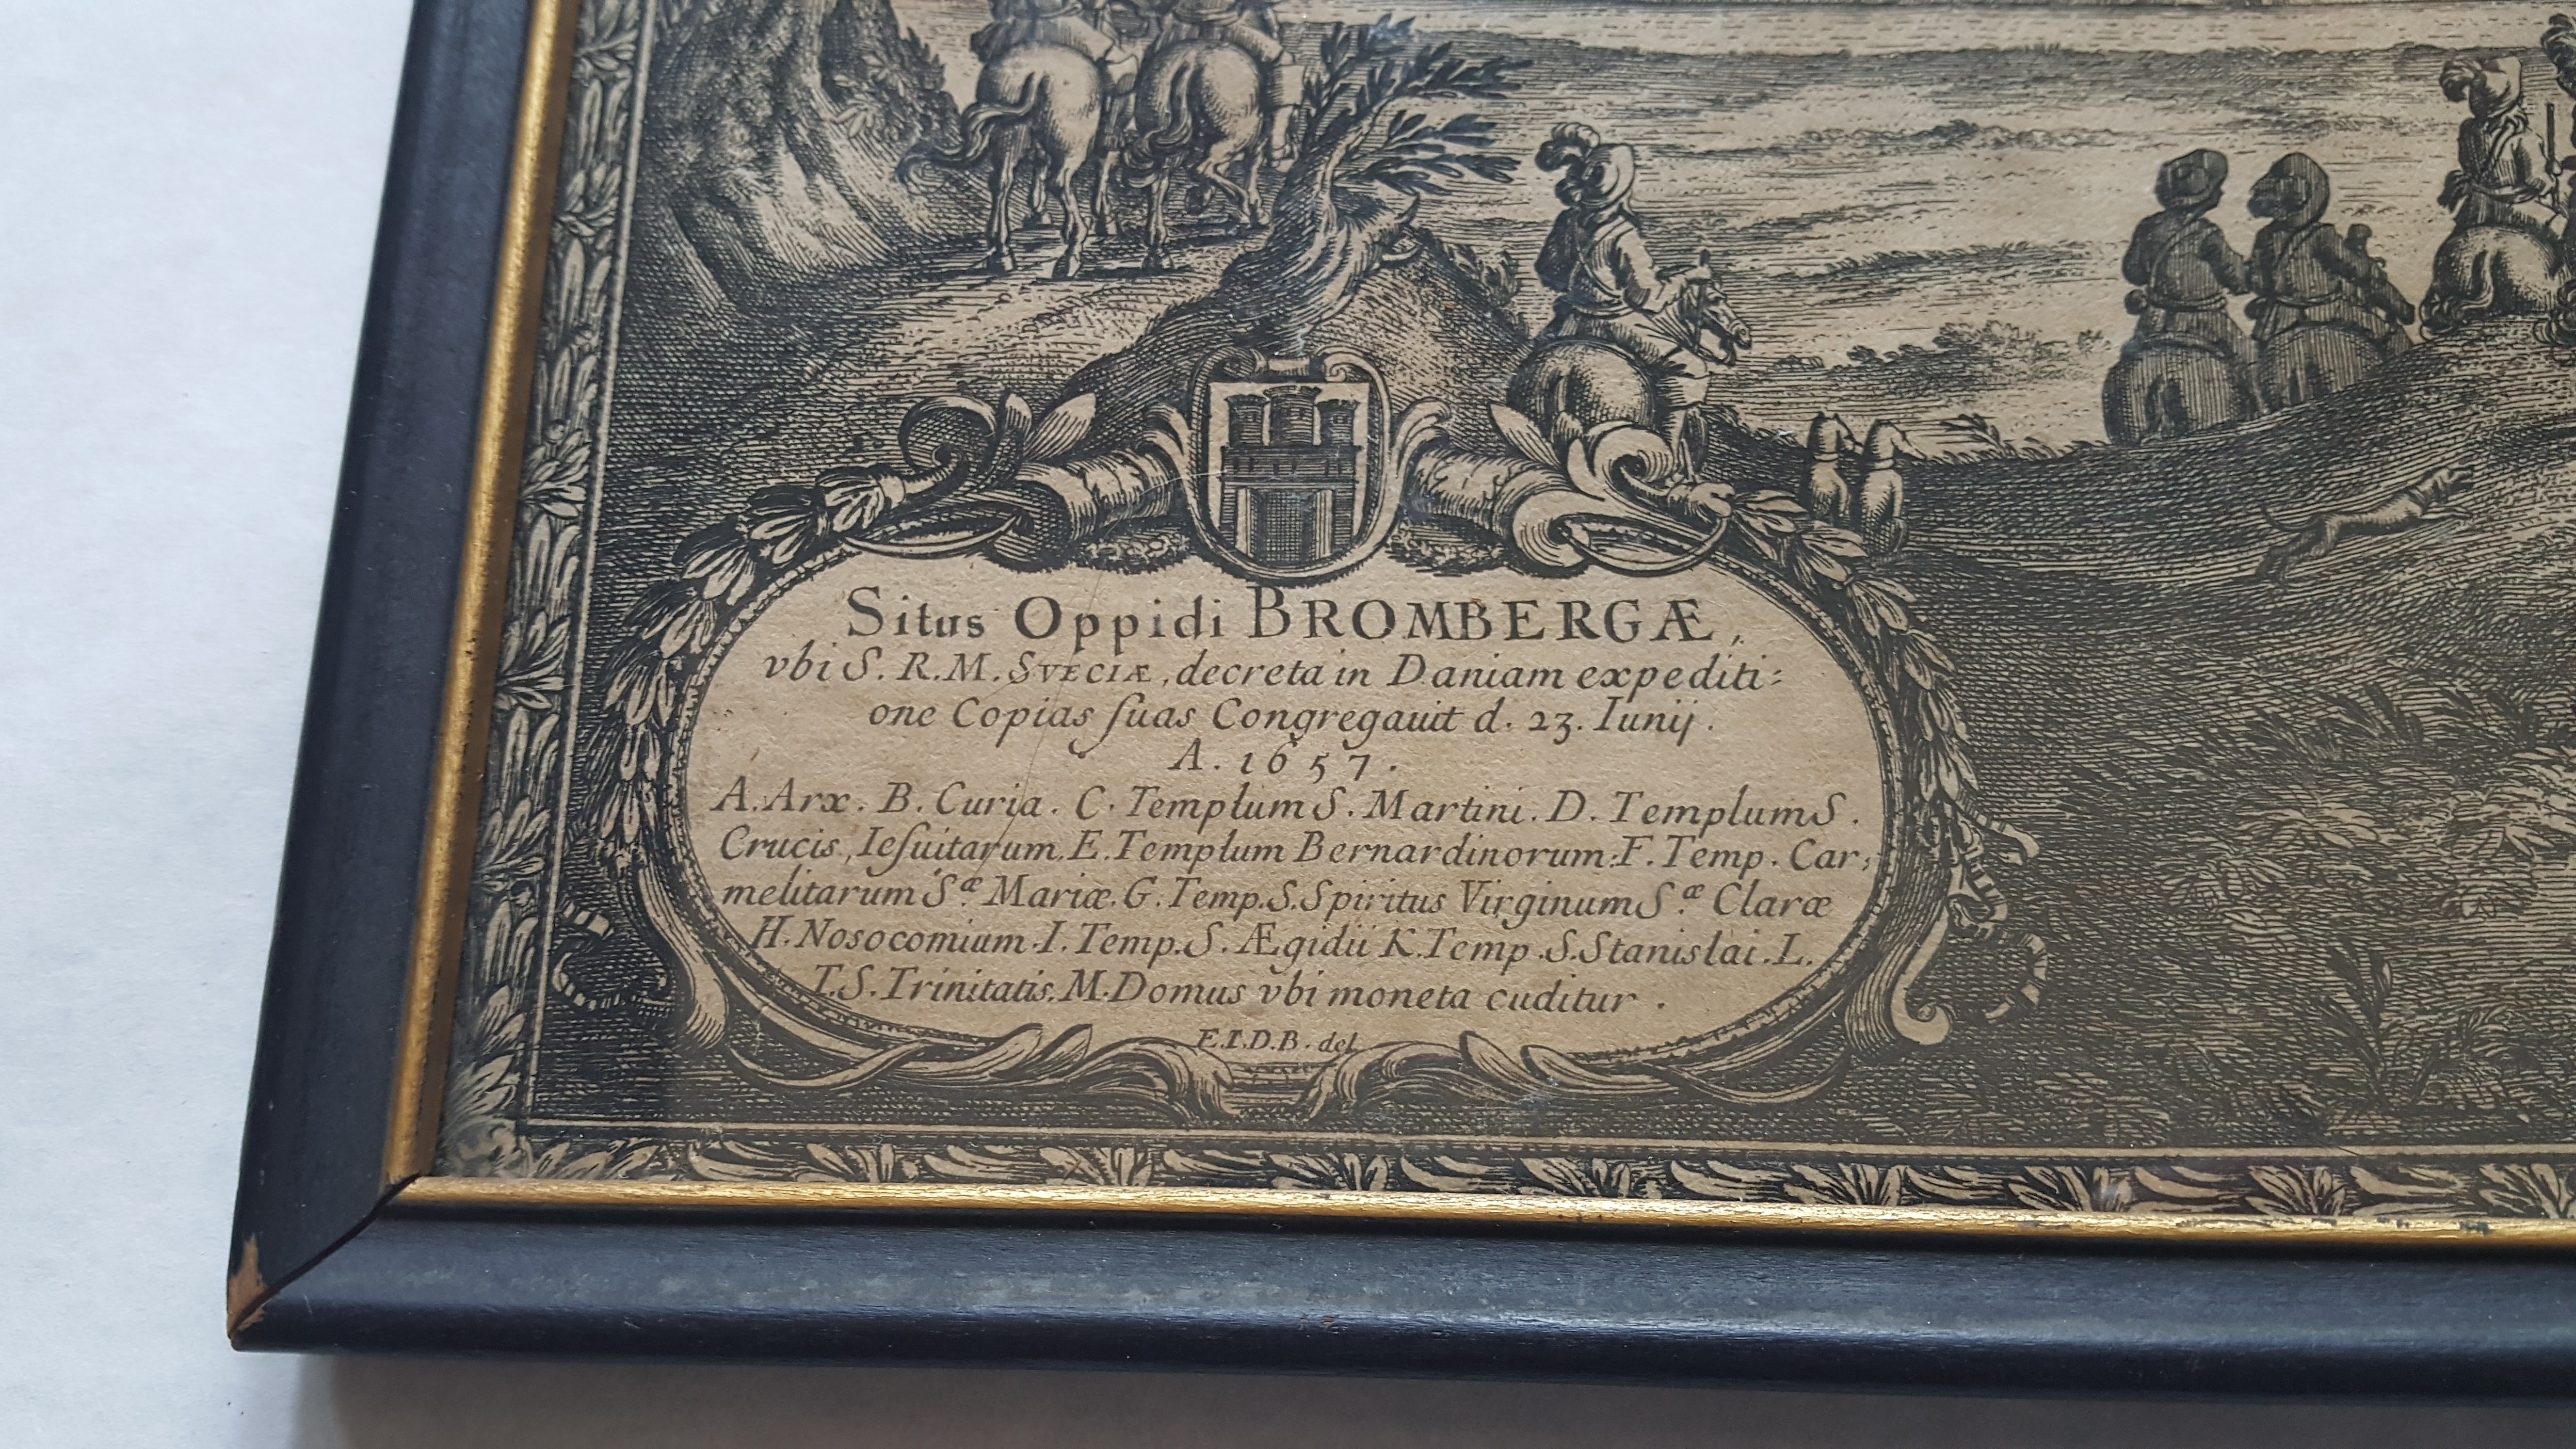 Situs Oppidi BROMBERGÆ,
vbi S. R. M. SVECIÆ, decreta in Daniam expediti:
one Copias ſuas Congregauit d. 23. Iunij.
A. 1657.
A. Arx. B. Curia. C. Templum S. Martini. D. Templum S.
Crucis, Ieſuitarum. E. Templum Bernardinorum. F. Temp. Car:
melitarum Sæ. Mariæ. G. Temp. S. Spiritus Virginum Sæ. Claræ
H. Nosocomium. I. Temp. S. Ægidii K. Temp. S. Stanislai. L.
T. S. Trinitatis. M. Domus vbi moneta cuditur.
E.I.D.B. del.